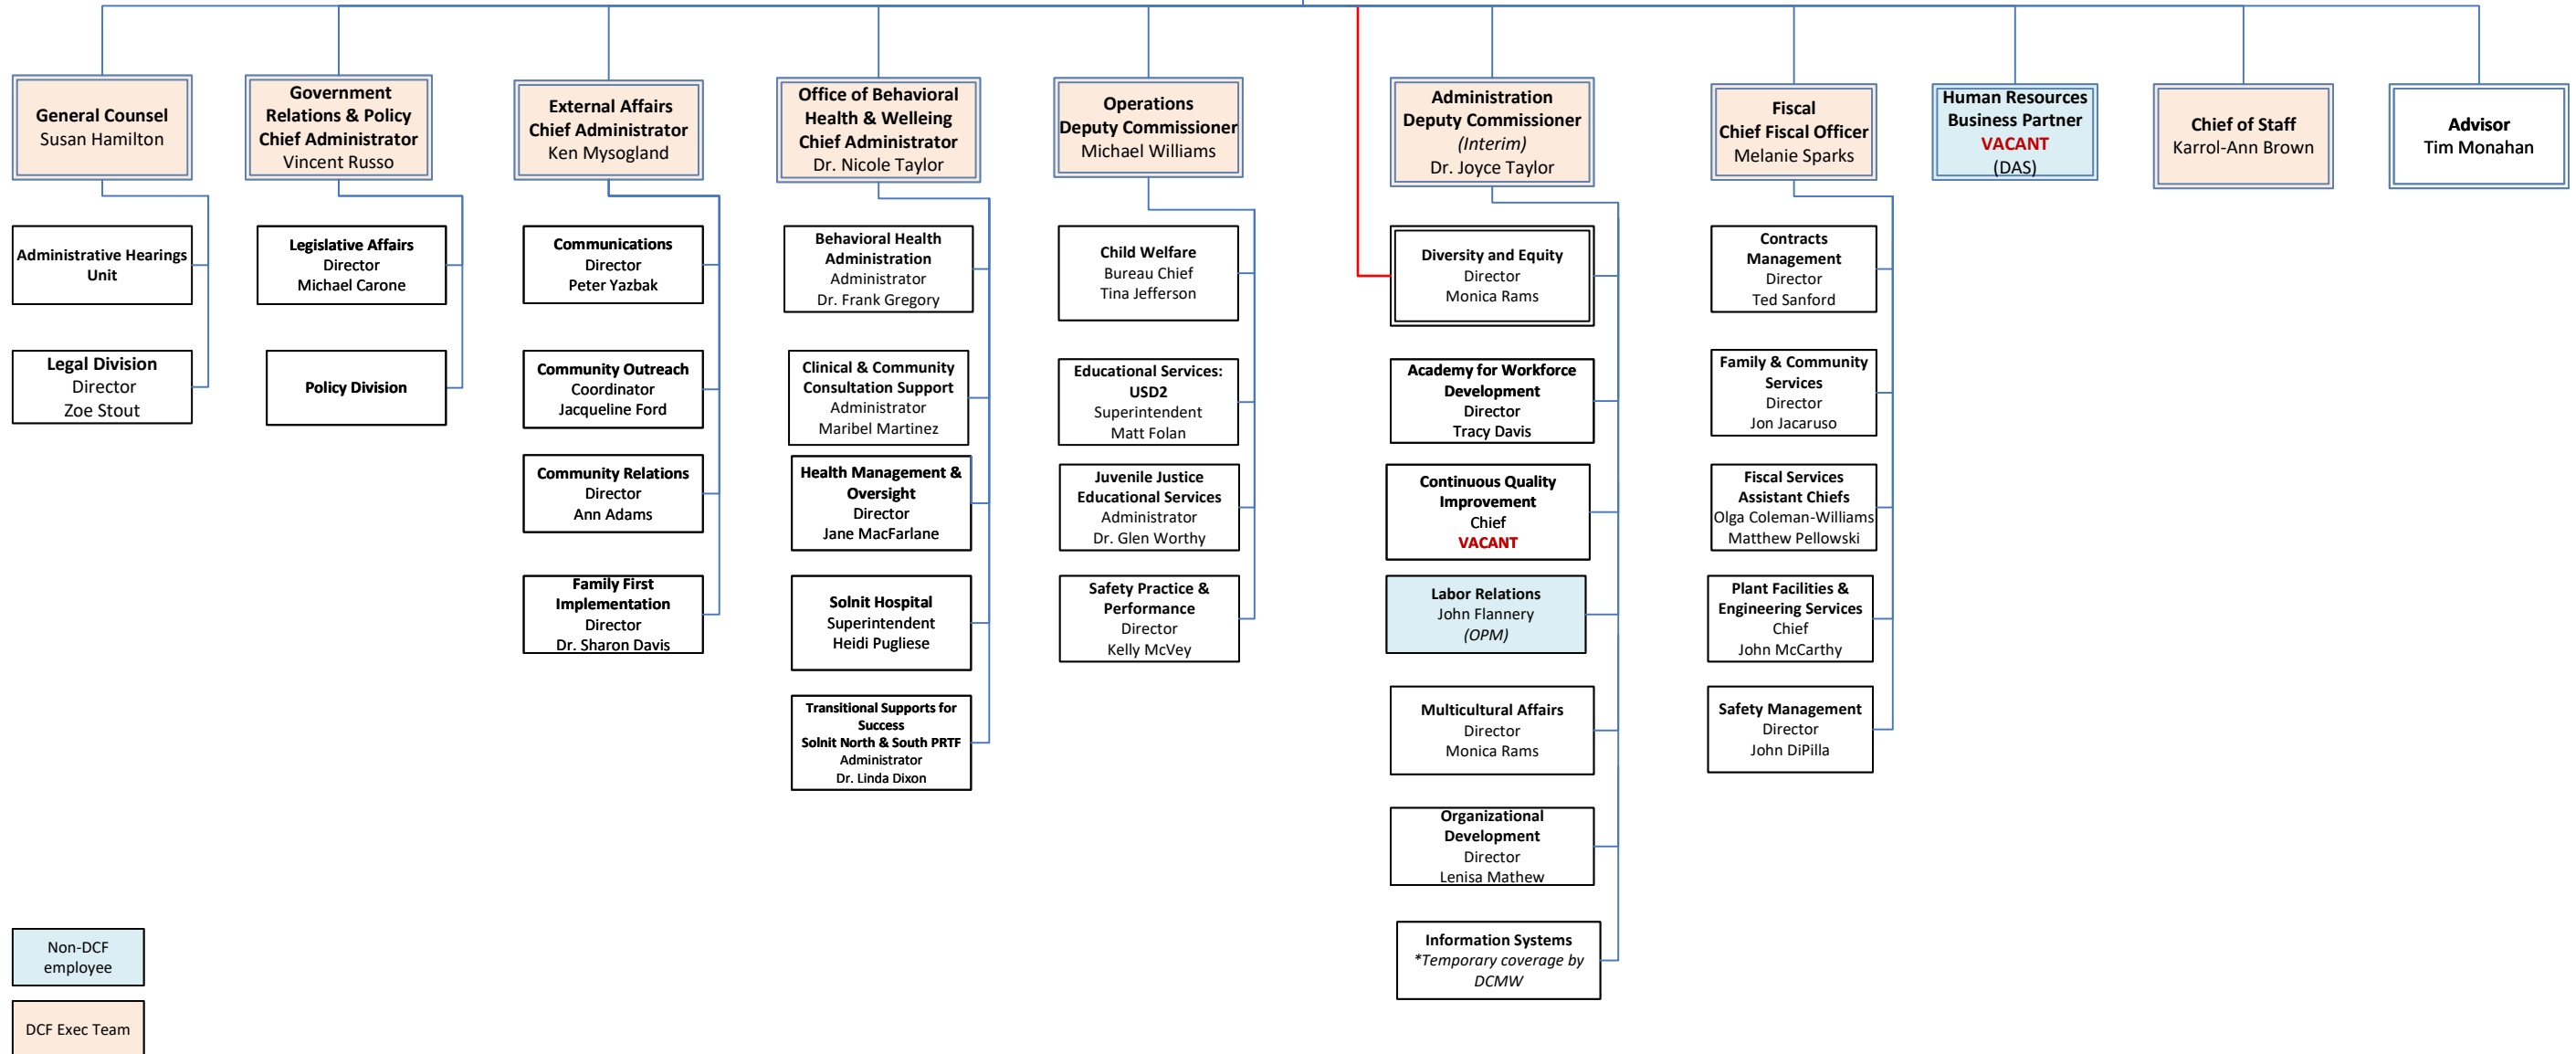 General Counsel
Susan Hamilton
Administrative Hearings
Unit
Legal Division
Director
Zoe Stout
Government
Relations & Policy
Chief Administrator
Vincent Russo
Legislative Affairs
Director
Michael Carone
Policy Division
External Affairs
Chief Administrator
Ken Mysogland
Communications
Director
Peter Yazbak
Community Outreach
Coordinator
Jacqueline Ford
Community Relations
Director
Ann Adams
Family First
Implementation
Director
Dr. Sharon Davis
Office of Behavioral
Health & Welleing
Chief Administrator
Dr. Nicole Taylor
Behavioral Health
Administration
Administrator
Dr. Frank Gregory
Clinical & Community
Consultation Support
Administrator
Maribel Martinez
Health Management &
Oversight
Director
Jane MacFarlane
Solnit Hospital
Superintendent
Heidi Pugliese
Transitional Supports for
Success
Solnit North & South PRTF
Administrator
Dr. Linda Dixon
Operations
Deputy Commissioner
Michael Williams
Child Welfare
Bureau Chief
Tina Jefferson
Educational Services:
USD2
Superintendent
Matt Folan
Juvenile Justice
Educational Services
Administrator
Dr. Glen Worthy
Safety Practice &
Performance
Director
Kelly McVey
Administration
Deputy Commissioner
(Interim)
Dr. Joyce Taylor
Diversity and Equity
Director
Monica Rams
Academy for Workforce
Development
Director
Tracy Davis
Continuous Quality
Improvement
Chief
VACANT
Labor Relations
John Flannery
(OPM)
Multicultural Affairs
Director
Monica Rams
Organizational
Development
Director
Lenisa Mathew
Information Systems
*Temporary coverage by
DCMW
Fiscal
Chief Fiscal Officer
Melanie Sparks
Contracts
Management
Director
Ted Sanford
Family & Community
Services
Director
Jon Jacaruso
Fiscal Services
Assistant Chiefs
Olga Coleman-Williams
Matthew Pellowski
Plant Facilities &
Engineering Services
Chief
John McCarthy
Safety Management
Director
John DiPilla
Human Resources
Business Partner
VACANT
(DAS)
Chief of Staff
Karrol-Ann Brown
Advisor
Tim Monahan
Non-DCF
employee
DCF Exec Team